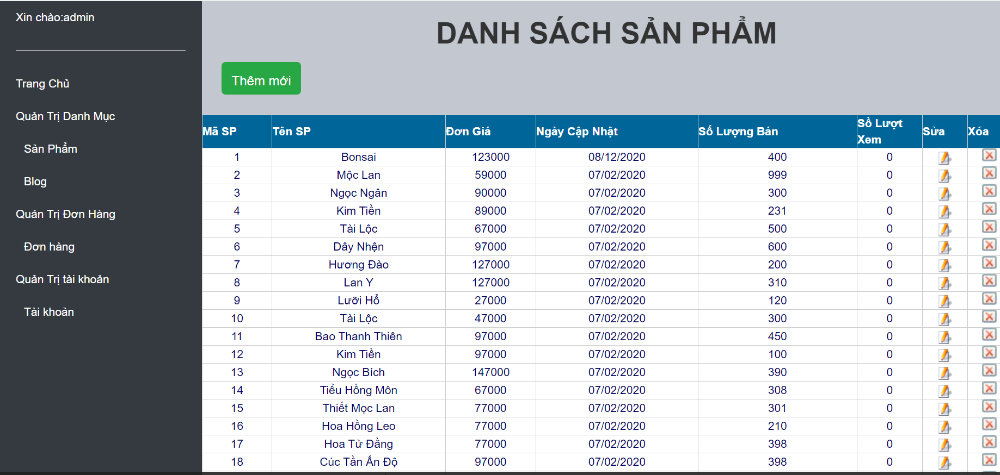 Xin chào:admin
Trang Chủ
Quản Trị Danh Mục
Sản Phẩm
Blog
Quản Trị Đơn Hàng
Đơn hàng
Quản Trị tài khoản
Tài khoản
DANH SÁCH SẢN PHẨM
Thêm mới
Mã SP Tên SP Đơn Giá Ngày Cập Nhật Số Lượng Bán Sồ Lượt Xem Sửa Xóa
1 Bonsai 123000 08/12/2020 400 0
2 Mộc Lan 59000 07/02/2020 999 0
3 Ngọc Ngân 90000 07/02/2020 300 0
4 Kim Tiền 89000 07/02/2020 231 0
5 Tài Lộc 67000 07/02/2020 500 0
6 Dây Nhện 97000 07/02/2020 600 0
7 Hương Đào 127000 07/02/2020 200 0
8 Lan Y 127000 07/02/2020 310 0
9 Lưỡi Hổ 27000 07/02/2020 120 0
10 Tài Lộc 47000 07/02/2020 300 0
11 Bao Thanh Thiên 97000 07/02/2020 450 0
12 Kim Tiền 97000 07/02/2020 100 0
13 Ngọc Bích 147000 07/02/2020 390 0
14 Tiểu Hồng Môn 67000 07/02/2020 308 0
15 Thiết Mọc Lan 77000 07/02/2020 301 0
16 Hoa Hồng Leo 77000 07/02/2020 210 0
17 Hoa Tử Đằng 77000 07/02/2020 398 0
18 Cúc Tần Ấn Độ 97000 07/02/2020 398 0